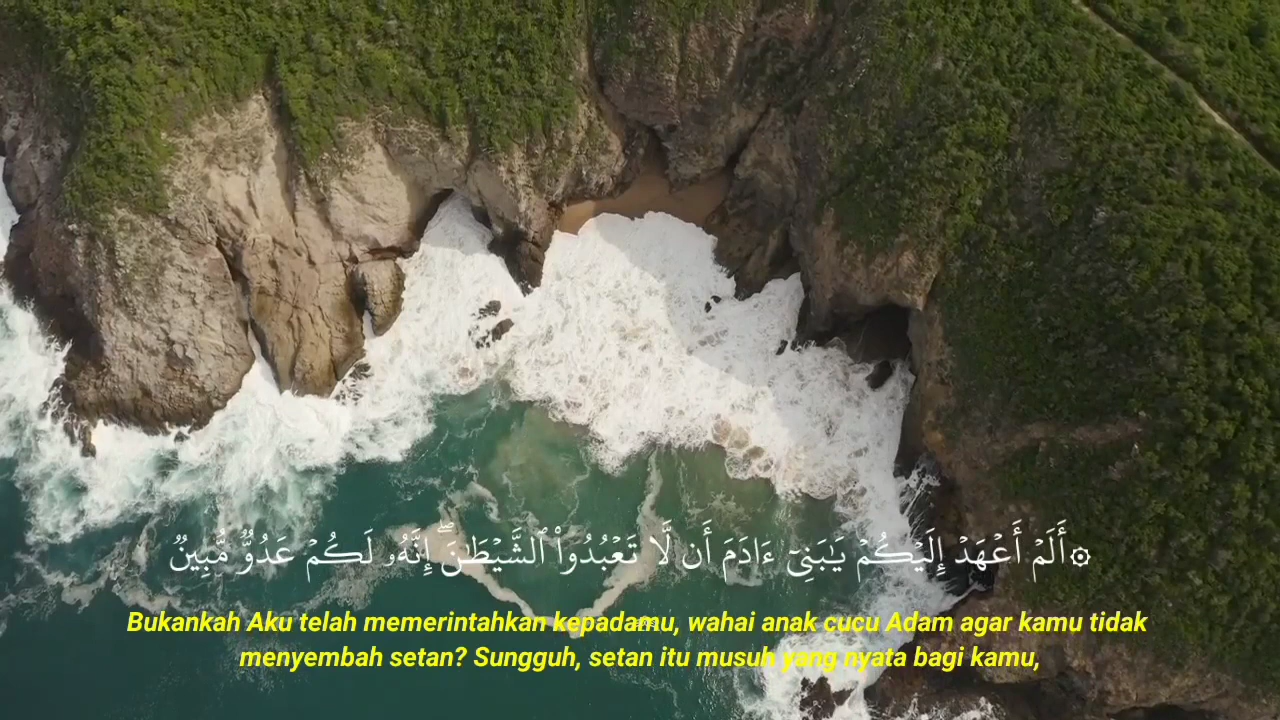 ۞أَلَمْ أَعْهَدْ إِلَيْكُمْ يَٰبَنِىٓ ءَادَمَ أَن لَّا تَعْبُدُوا۟ ٱلشَّيْطَٰنَ ۖ إِنَّهُۥ لَكُمْ عَدُوٌّ مُّبِينٌ
Bukankah Aku telah memerintahkan kepadamu, wahai anak cucu Adam agar kamu tidak
menyembah setan? Sungguh, setan itu musuh yang nyata bagi kamu,